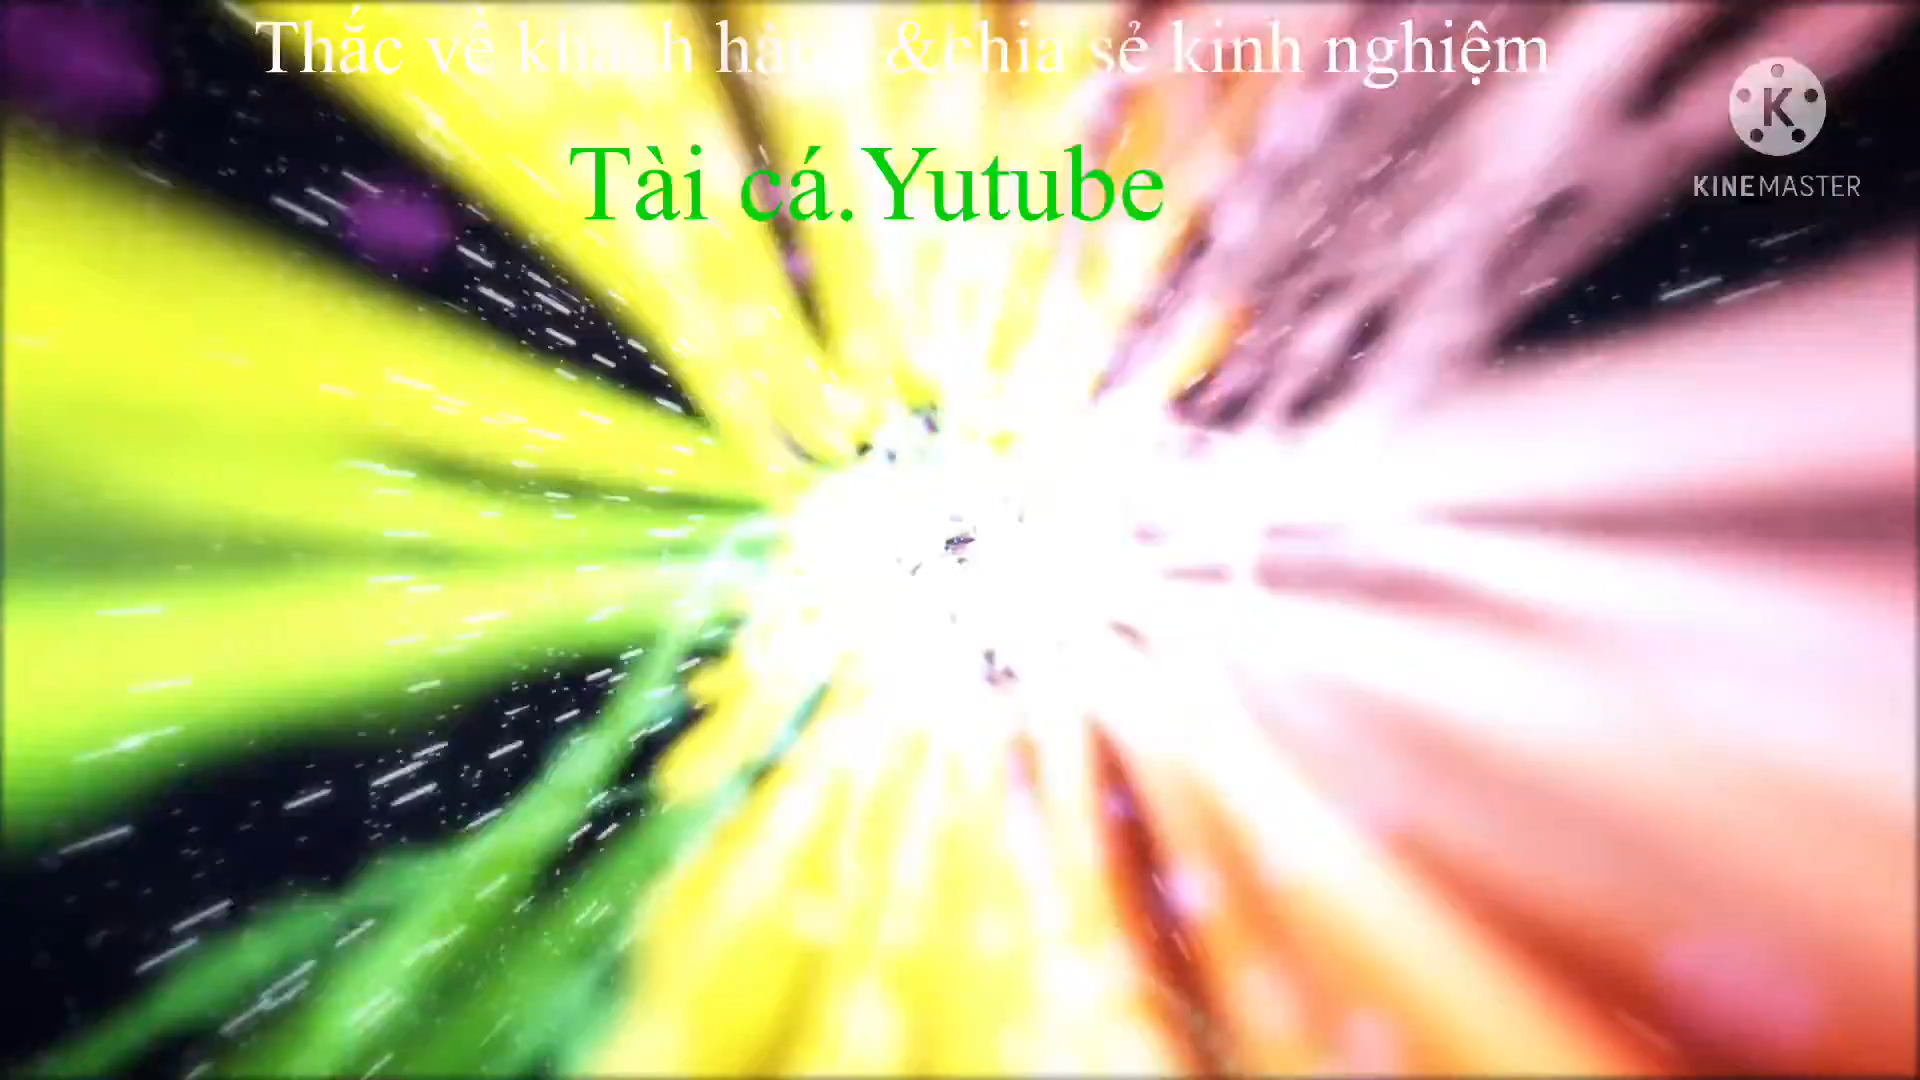 Thắc về khách hàng &chia sẻ kinh nghiệm
Tài cá.Yutube
K
KINEMASTER